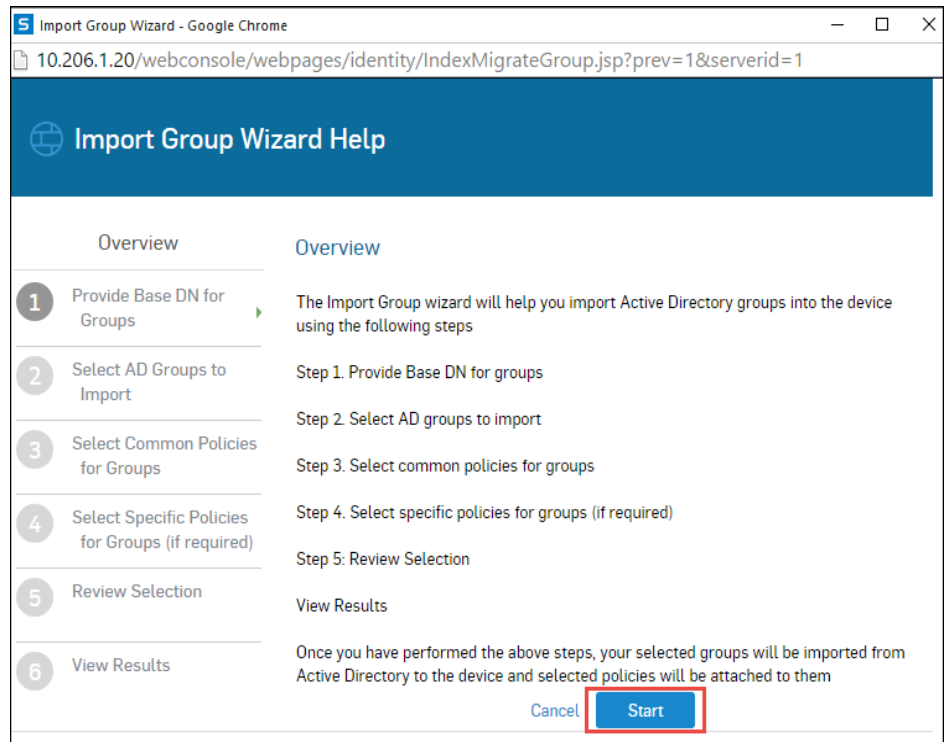 S Import Group Wizard - Google Chrome
10.206.1.20/webconsole/webpages/identity/IndexMigrateGroup.jsp?prev=1&serverid=1
Import Group Wizard Help
Overview
1 Provide Base DN for
Groups
2 Select AD Groups to
Import
3 Select Common Policies
for Groups
4 Select Specific Policies
for Groups (if required)
5 Review Selection
6 View Results
Overview
The Import Group wizard will help you import Active Directory groups into the device
using the following steps
Step 1. Provide Base DN for groups
Step 2. Select AD groups to import
Step 3. Select common policies for groups
Step 4. Select specific policies for groups (if required)
Step 5: Review Selection
View Results
Once you have performed the above steps, your selected groups will be imported from
Active Directory to the device and selected policies will be attached to them
Cancel Start